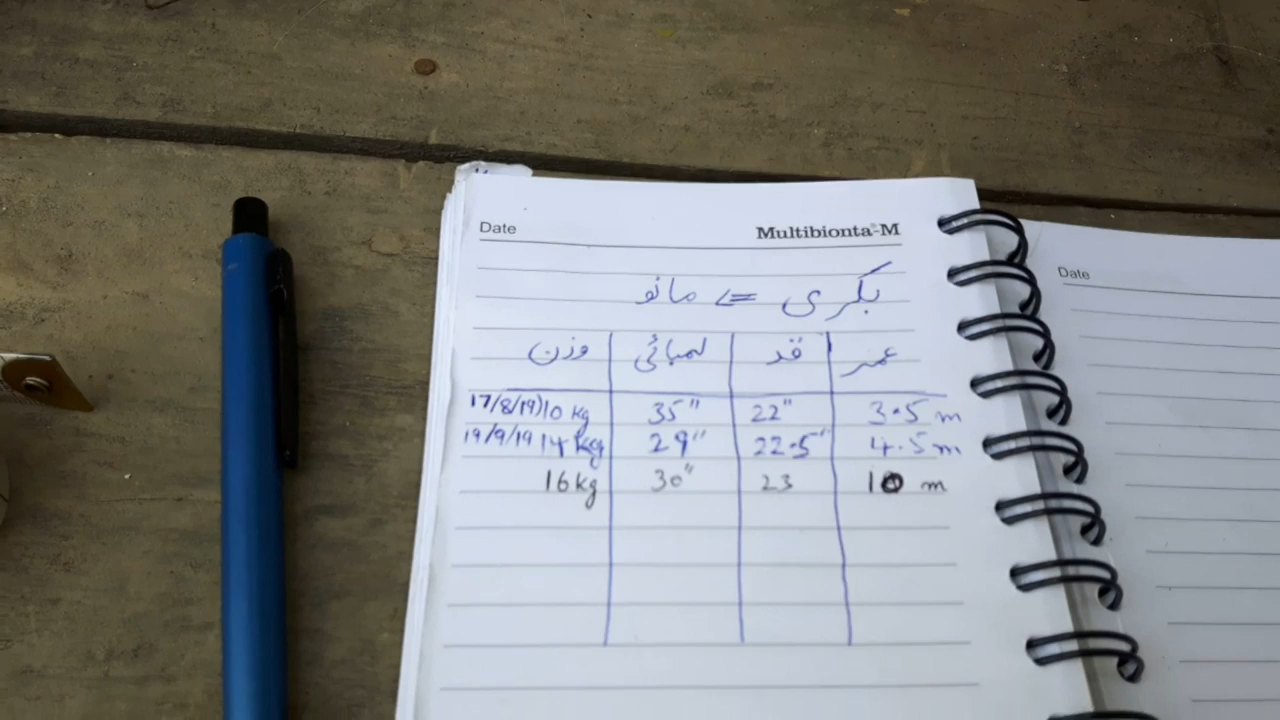 Date Multibionta-M
بکری => مانو
عمر قد لمبائی وزن
17/8/19) 10 kg 35" 22" 3.5 m
19/9/19 14 kg 29" 22.5" 4.5 m
16 kg 30" 23 10 m
Date